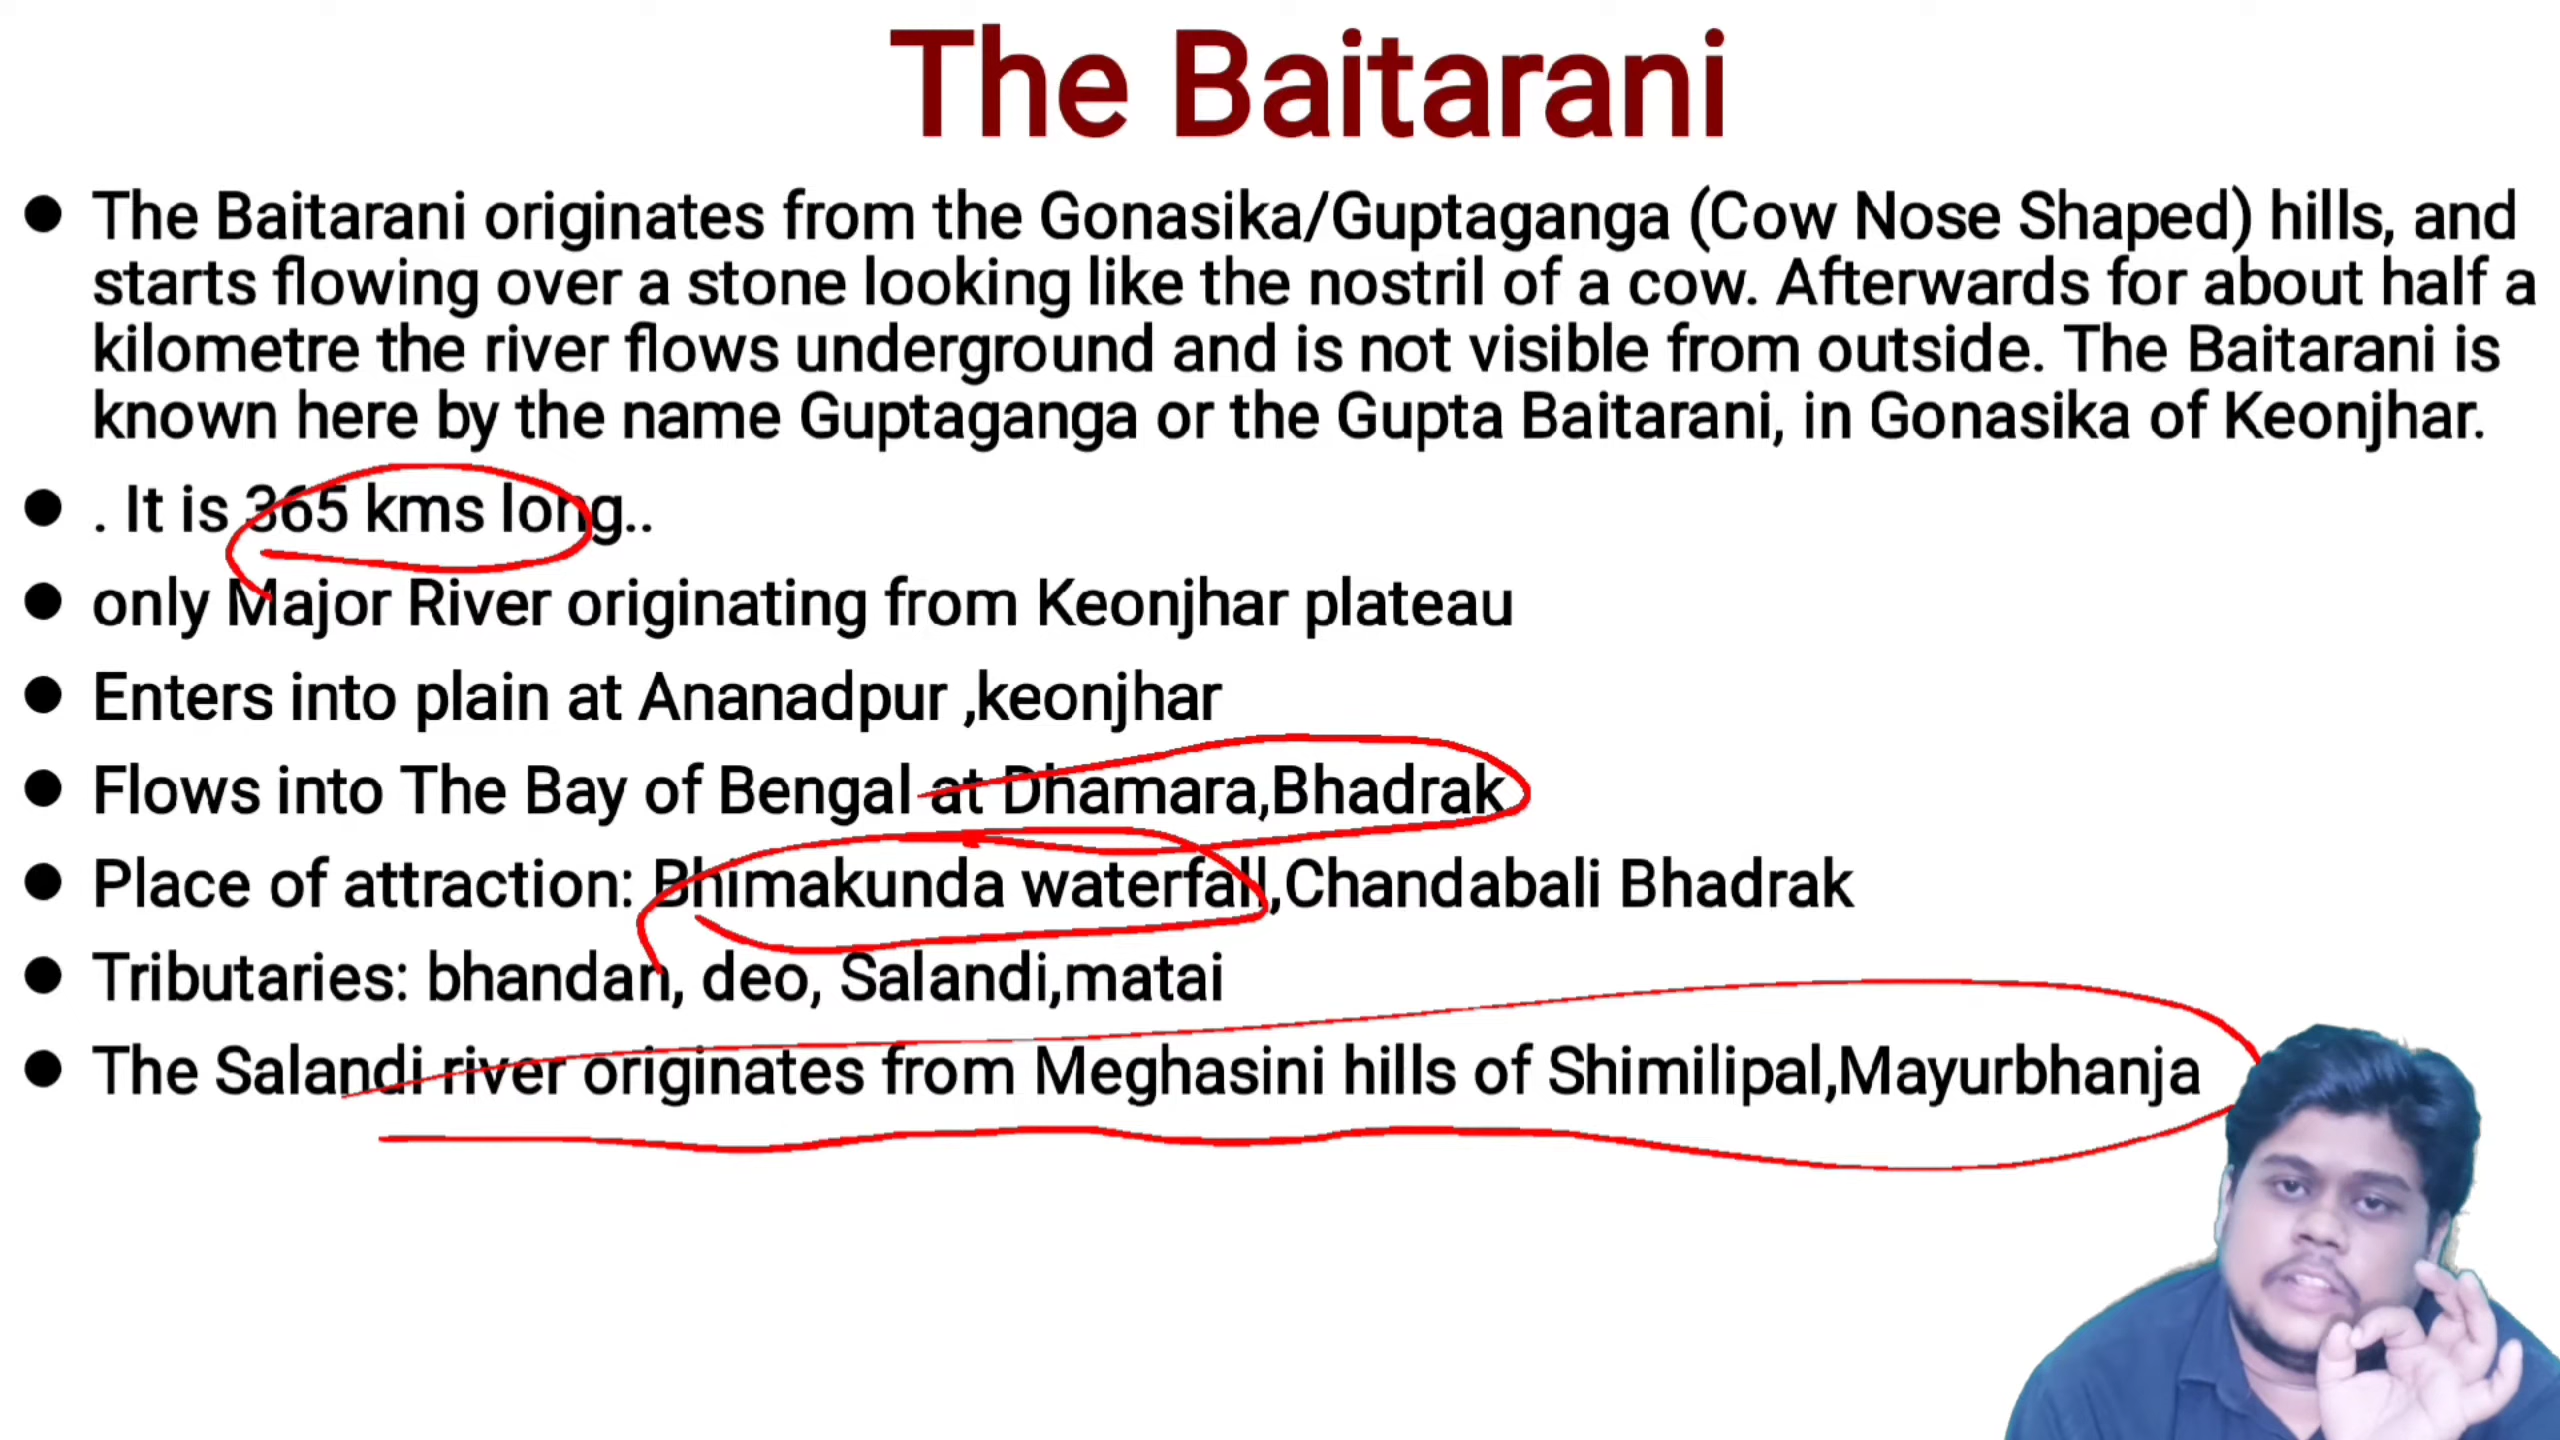 The Baitarani
● The Baitarani originates from the Gonasika/Guptaganga (Cow Nose Shaped) hills, and
starts flowing over a stone looking like the nostril of a cow. Afterwards for about half a
kilometre the river flows underground and is not visible from outside. The Baitarani is
known here by the name Guptaganga or the Gupta Baitarani, in Gonasika of Keonjhar.
● . It is 365 kms long..
● only Major River originating from Keonjhar plateau
● Enters into plain at Ananadpur ,keonjhar
● Flows into The Bay of Bengal at Dhamara,Bhadrak
● Place of attraction: Bhimakunda waterfall,Chandabali Bhadrak
● Tributaries: bhandan, deo, Salandi,matai
● The Salandi river originates from Meghasini hills of Shimilipal,Mayurbhanja